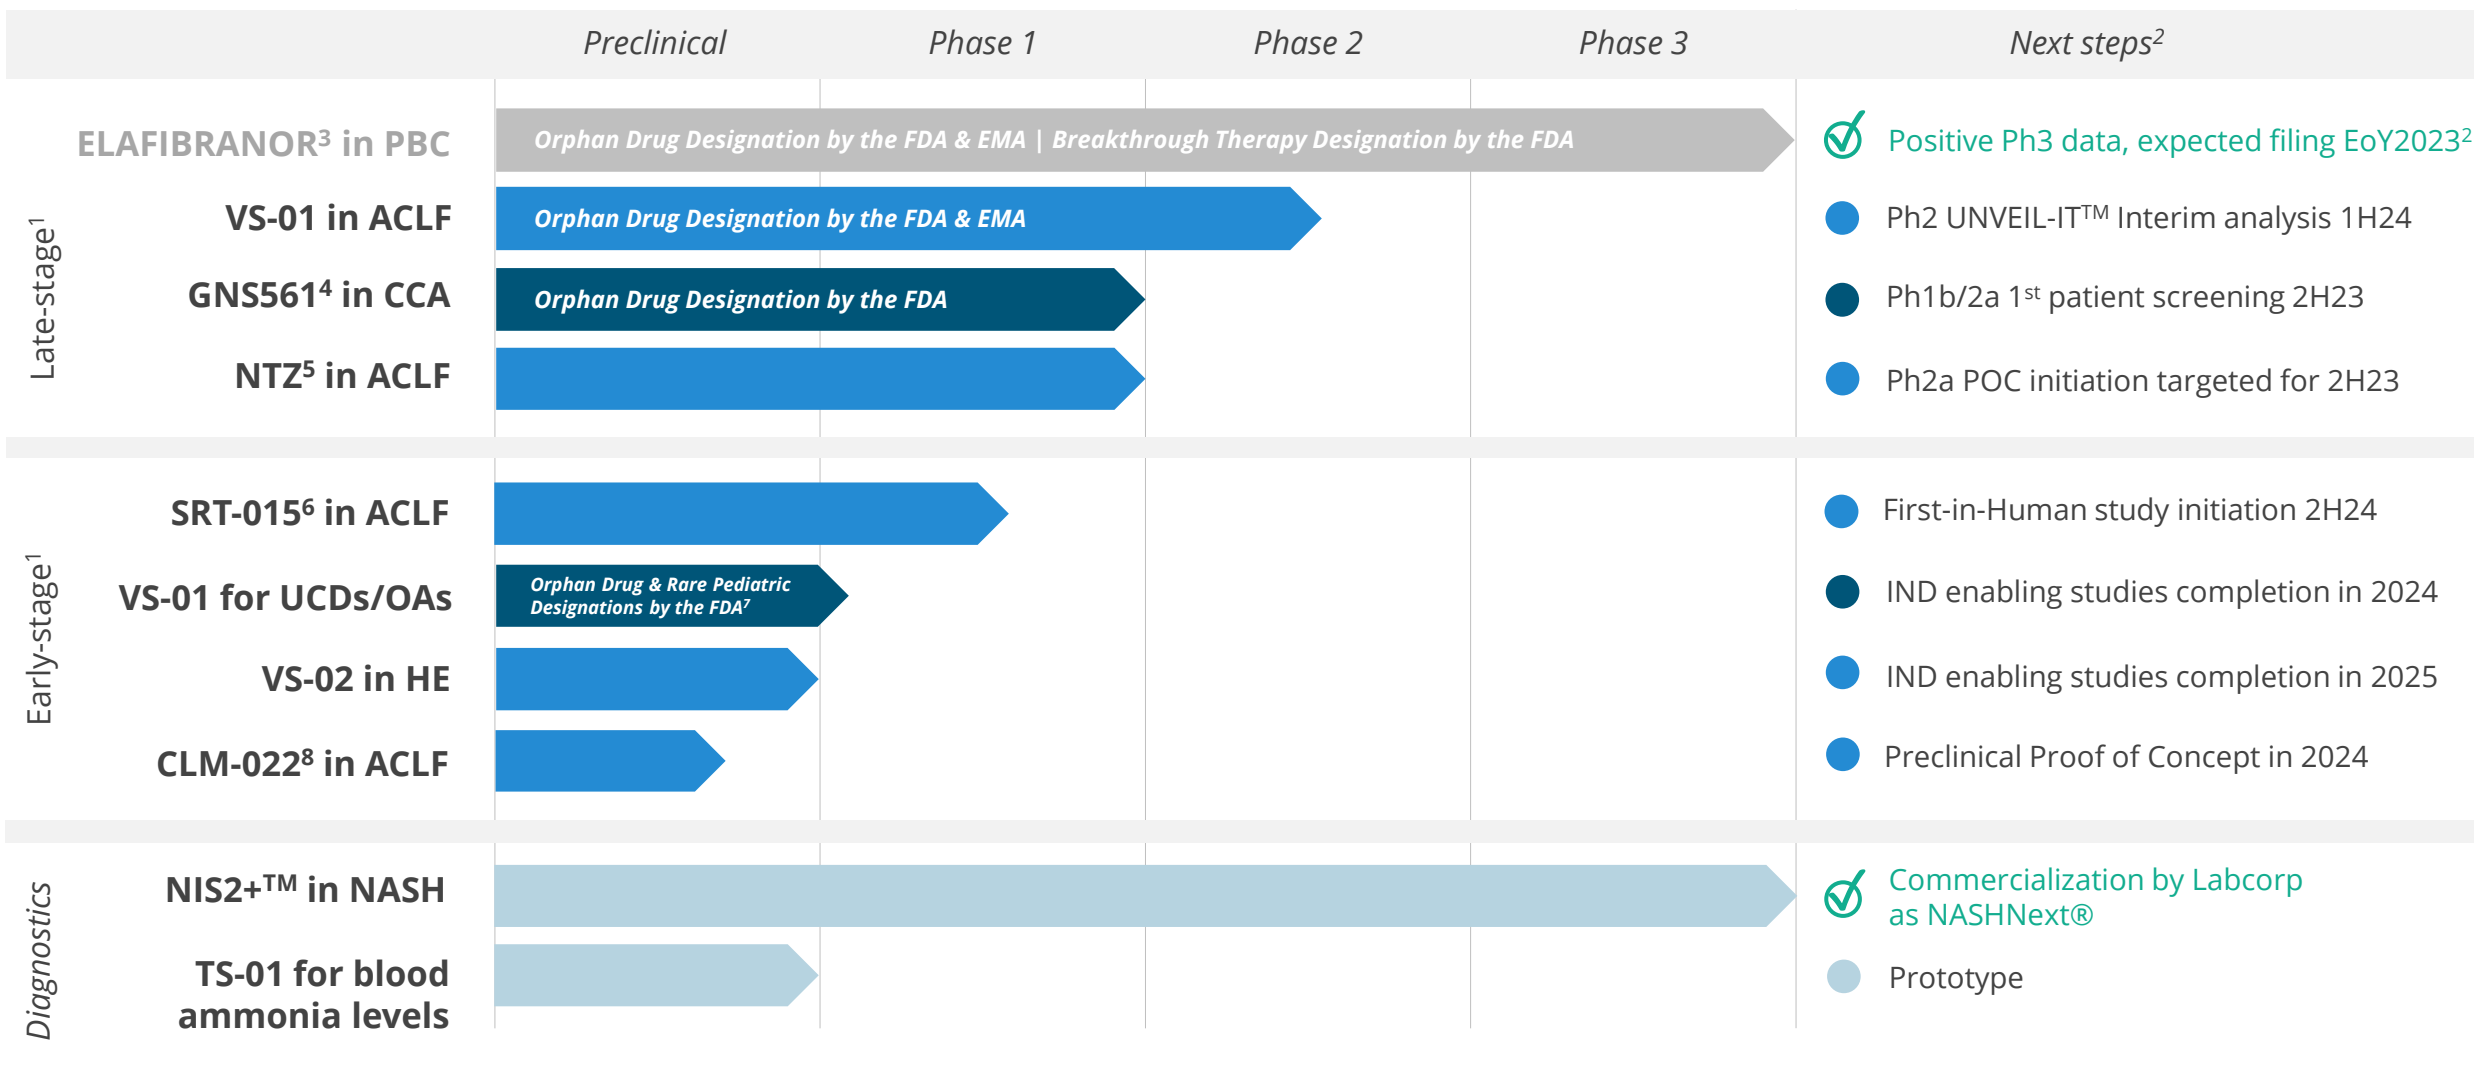 Preclinical Phase 1 Phase 2 Phase 3 Next steps²
Late-stage¹
ELAFIBRANOR³ in PBC Orphan Drug Designation by the FDA & EMA | Breakthrough Therapy Designation by the FDA Positive Ph3 data, expected filing EoY2023²
VS-01 in ACLF Orphan Drug Designation by the FDA & EMA Ph2 UNVEIL-IT™ Interim analysis 1H24
GNS561⁴ in CCA Orphan Drug Designation by the FDA Ph1b/2a 1st patient screening 2H23
NTZ⁵ in ACLF Ph2a POC initiation targeted for 2H23
Early-stage¹
SRT-015⁶ in ACLF First-in-Human study initiation 2H24
VS-01 for UCDs/OAs
Orphan Drug & Rare Pediatric
Designations by the FDA⁷
IND enabling studies completion in 2024
VS-02 in HE IND enabling studies completion in 2025
CLM-022⁸ in ACLF Preclinical Proof of Concept in 2024
Diagnostics
NIS2+™ in NASH
Commercialization by Labcorp
as NASHNext®
TS-01 for blood
ammonia levels
Prototype